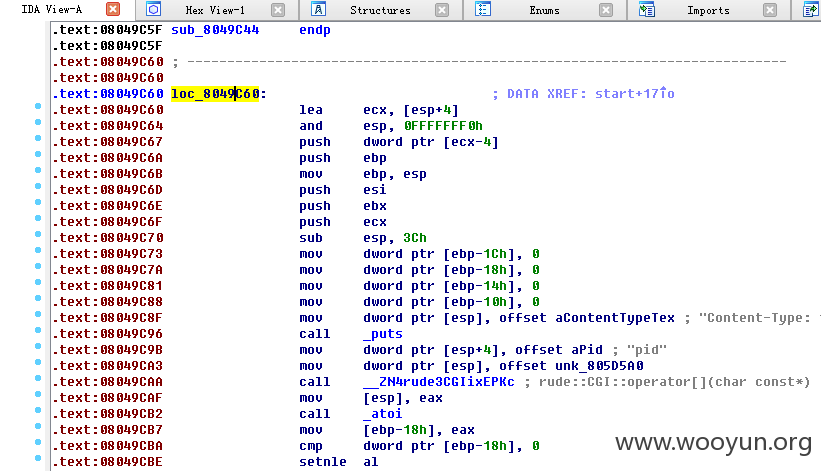 IDA View-A Hex View-1 Structures Enums Imports
.text:08049C5F sub_8049C44 endp
.text:08049C5F
.text:08049C60 ; ---------------------------------------------------------------------------
.text:08049C60
.text:08049C60 loc_8049C60: ; DATA XREF: start+17↑o
.text:08049C60 lea ecx, [esp+4]
.text:08049C64 and esp, 0FFFFFFF0h
.text:08049C67 push dword ptr [ecx-4]
.text:08049C6A push ebp
.text:08049C6B mov ebp, esp
.text:08049C6D push esi
.text:08049C6E push ebx
.text:08049C6F push ecx
.text:08049C70 sub esp, 3Ch
.text:08049C73 mov dword ptr [ebp-1Ch], 0
.text:08049C7A mov dword ptr [ebp-18h], 0
.text:08049C81 mov dword ptr [ebp-14h], 0
.text:08049C88 mov dword ptr [ebp-10h], 0
.text:08049C8F mov dword ptr [esp], offset aContentTypeTex ; "Content-Type:
.text:08049C96 call _puts
.text:08049C9B mov dword ptr [esp+4], offset aPid ; "pid"
.text:08049CA3 mov dword ptr [esp], offset unk_805D5A0
.text:08049CAA call __ZN4rude3CGIixEPKc ; rude::CGI::operator[](char const*)
.text:08049CAF mov [esp], eax
.text:08049CB2 call _atoi
.text:08049CB7 mov [ebp-18h], eax
.text:08049CBA cmp dword ptr [ebp-18h], 0
.text:08049CBE setnle al
www.wooyun.org